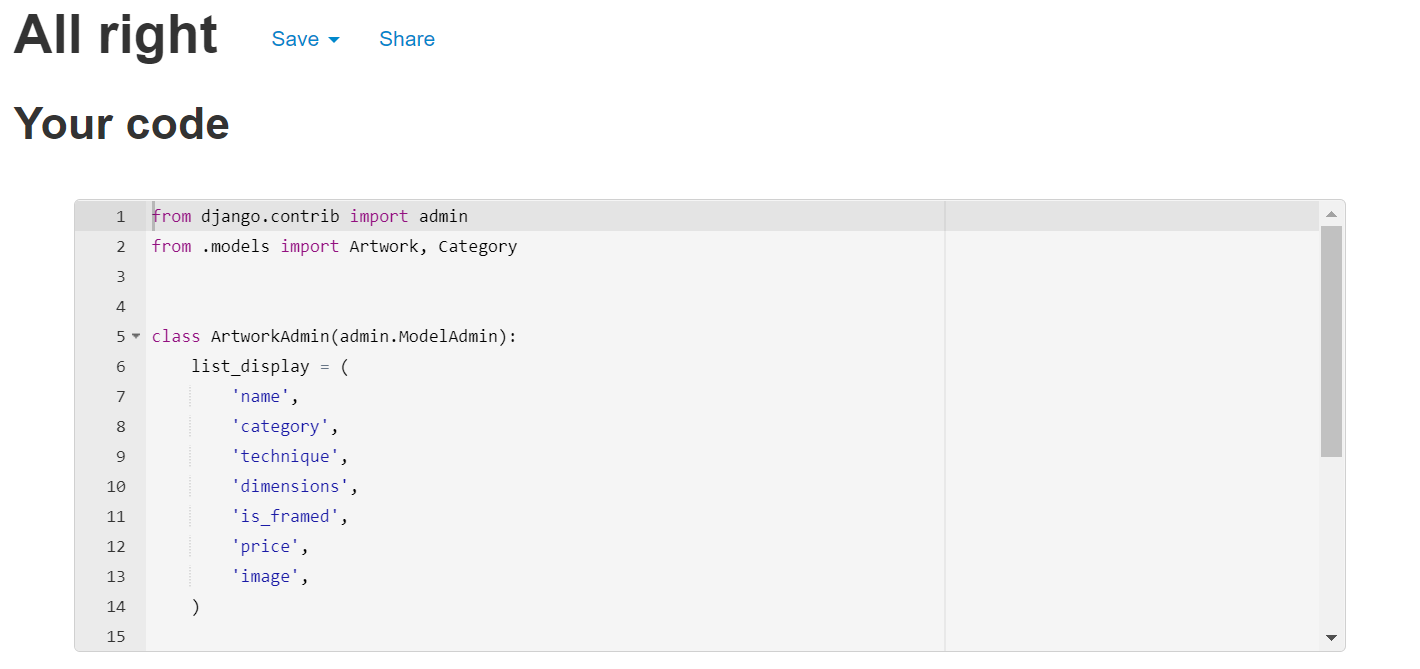 All right Save Share
Your code
1 from django.contrib import admin
2 from .models import Artwork, Category
3
4
5 class ArtworkAdmin(admin.ModelAdmin):
6     list_display = (
7         'name',
8         'category',
9         'technique',
10         'dimensions',
11         'is_framed',
12         'price',
13         'image',
14     )
15